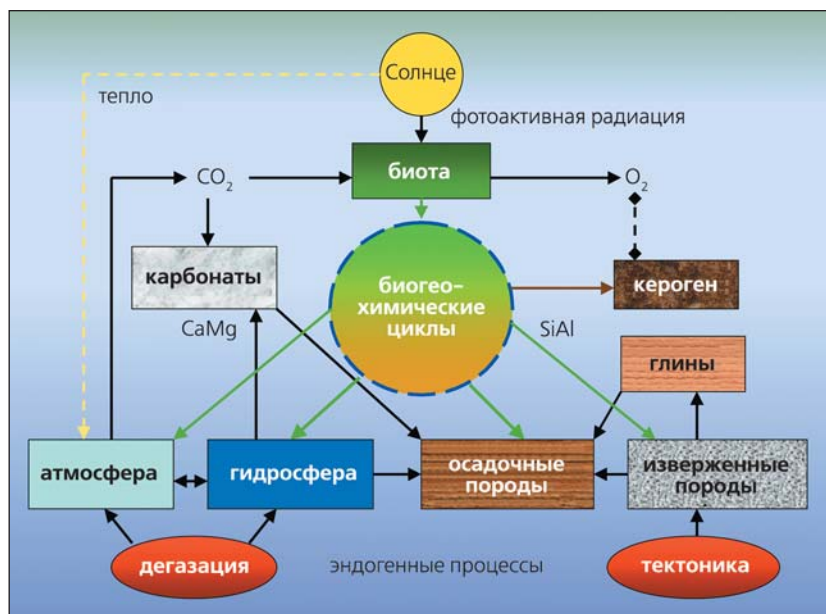 Солнце
тепло
фотоактивная радиация
CO₂
биота
O₂
карбонаты
биогео-
химические
циклы
кероген
CaMg
SiAl
глины
атмосфера
гидросфера
осадочные
породы
изверженные
породы
дегазация
эндогенные процессы
тектоника